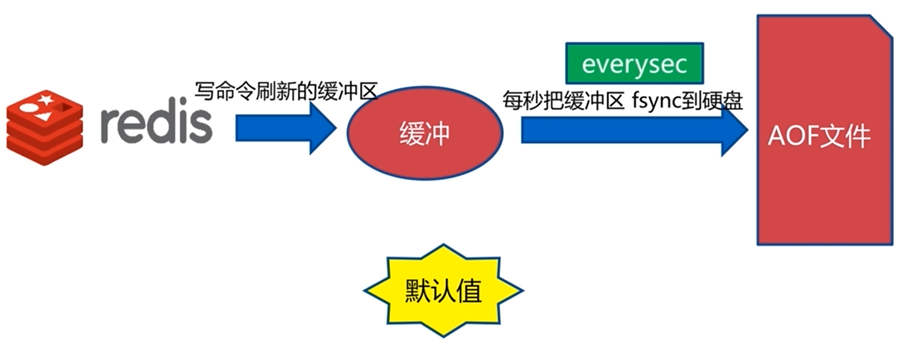 redis
写命令刷新的缓冲区
缓冲
everysec
每秒把缓冲区 fsync到硬盘
AOF文件
默认值